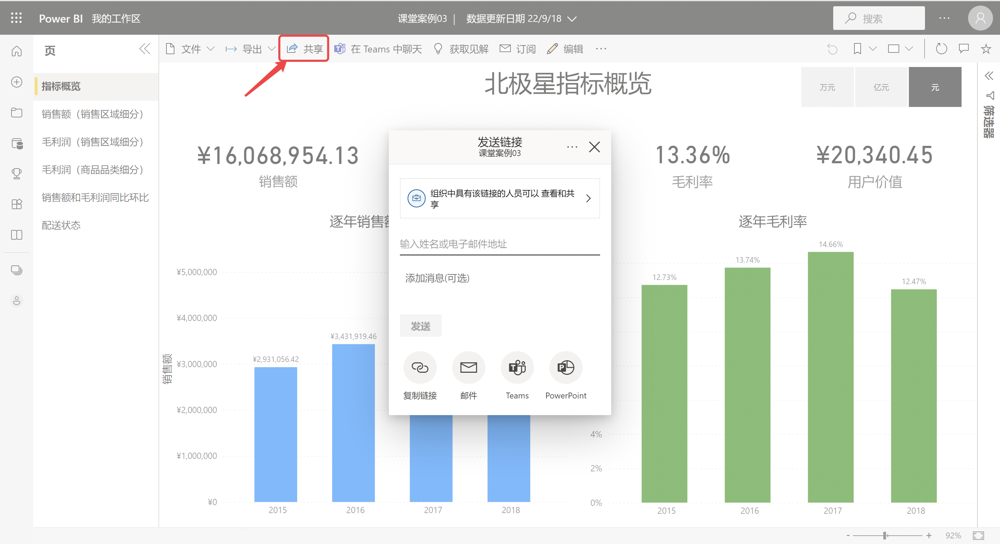 Power BI 我的工作区
课堂案例03 | 数据更新日期 22/9/18
搜索
页
文件
导出
共享
在 Teams 中聊天
获取见解
订阅
编辑
指标概览
销售额（销售区域细分）
毛利润（销售区域细分）
毛利润（商品品类细分）
销售额和毛利润同比环比
配送状态
北极星指标概览
万元
亿元
元
筛选器
¥16,068,954.13
销售额
13.36%
毛利率
¥20,340.45
用户价值
发送链接
课堂案例03
组织中具有该链接的人员可以 查看和共
享
输入姓名或电子邮件地址
添加消息(可选)
发送
复制链接
邮件
Teams
PowerPoint
逐年销售
销售额
¥5,000,000
¥4,000,000
¥3,000,000
¥2,000,000
¥1,000,000
¥0
¥2,931,056.42
¥3,431,919.46
2015
2016
2017
2018
逐年毛利率
12.73%
13.74%
14.66%
12.47%
4%
2%
0%
2015
2016
2017
2018
- + 92%